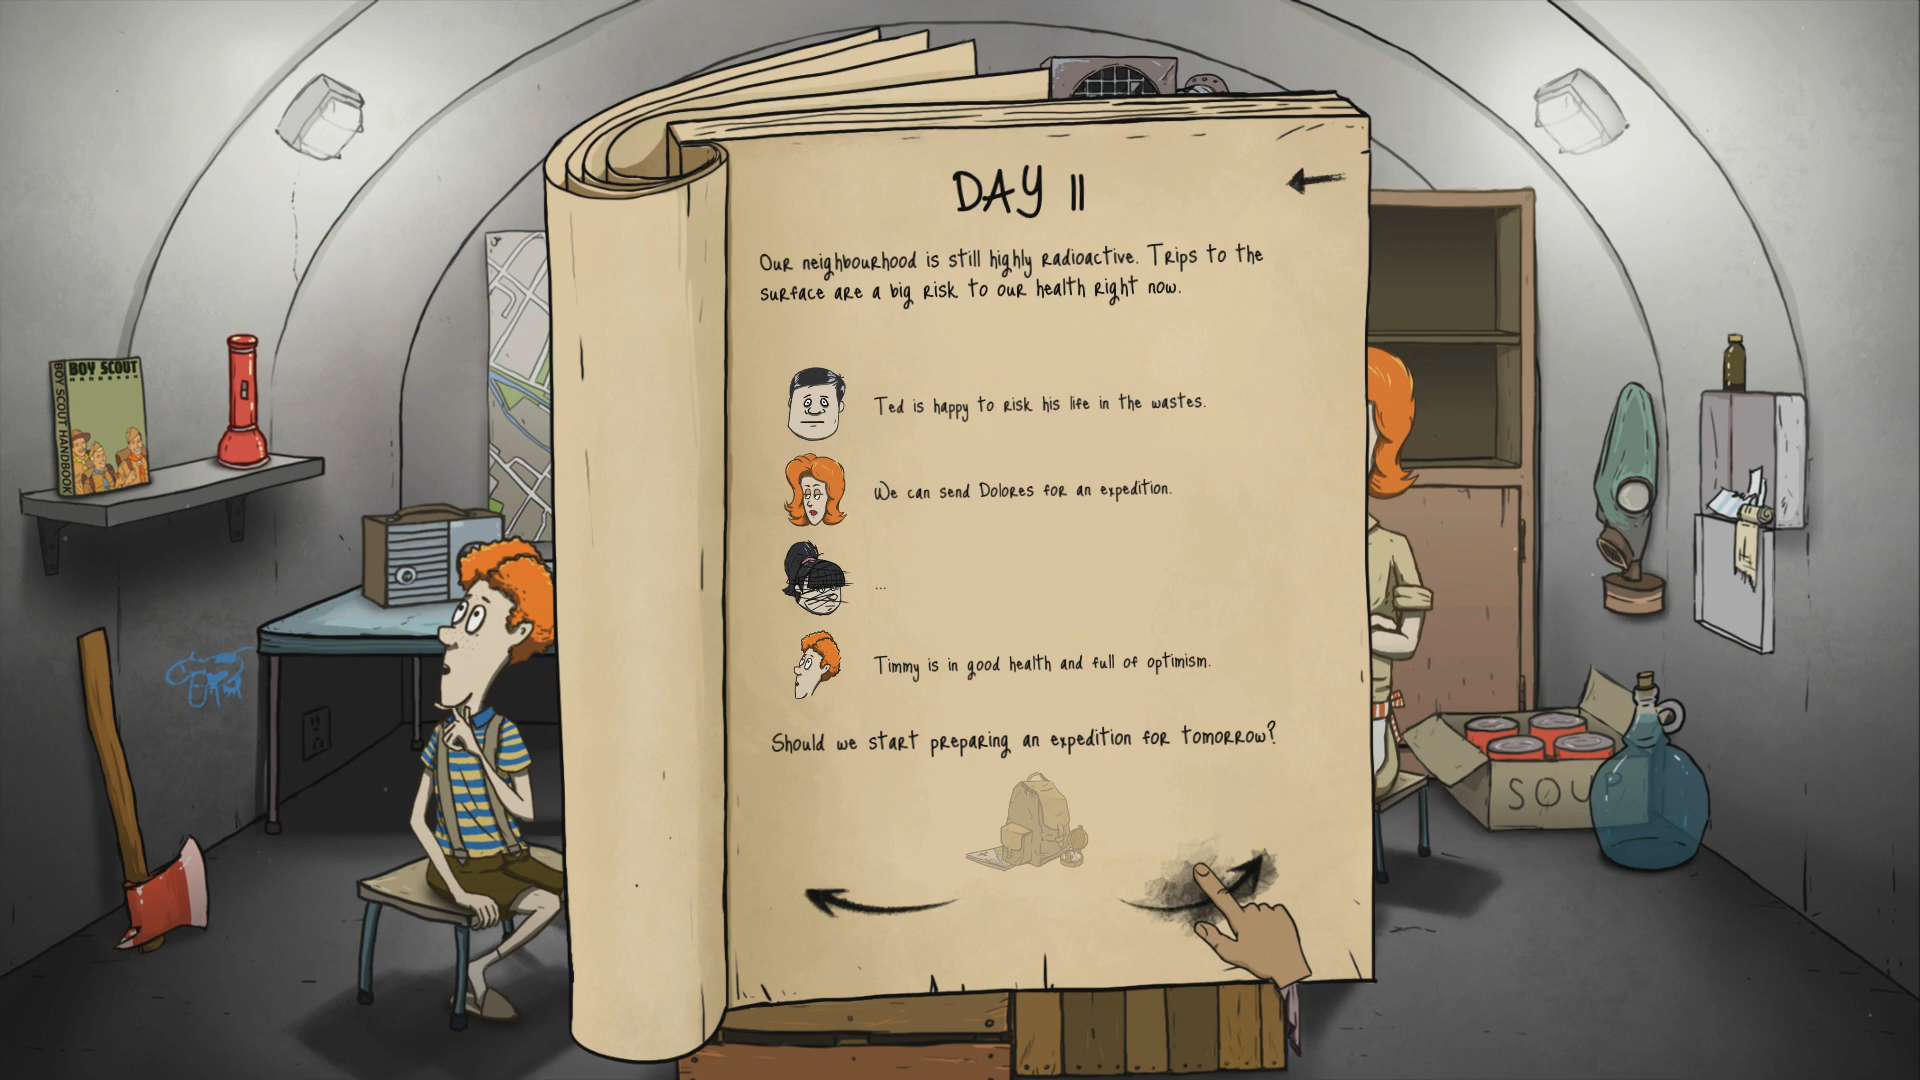 DAY 11
Our neighbourhood is still highly radioactive. Trips to the
surface are a big risk to our health right now.
Ted is happy to risk his life in the wastes.
We can send Dolores for an expedition.
...
Timmy is in good health and full of optimism.
Should we start preparing an expedition for tomorrow?
BOY SCOUT
HANDBOOK
BOY SCOUT HANDBOOK
SOUP